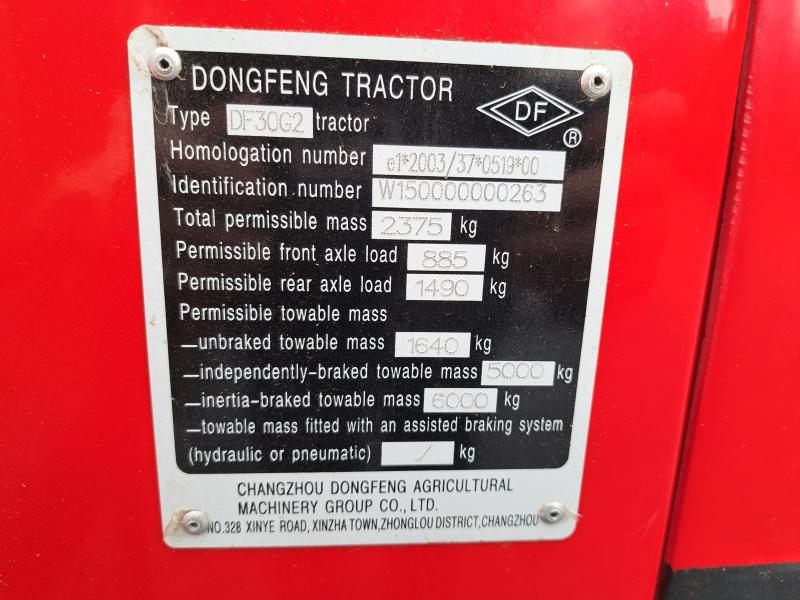 DONGFENG TRACTOR
DF
®
Type DF30G2 tractor
Homologation number e1*2003/37*0519*00
Identification number W150000000263
Total permissible mass 2375 kg
Permissible front axle load 885 kg
Permissible rear axle load 1490 kg
Permissible towable mass
—unbraked towable mass 1640 kg
—independently-braked towable mass 5000 kg
—inertia-braked towable mass 6000 kg
—towable mass fitted with an assisted braking system
(hydraulic or pneumatic) / kg
CHANGZHOU DONGFENG AGRICULTURAL
MACHINERY GROUP CO., LTD.
NO.328 XINYE ROAD, XINZHA TOWN, ZHONGLOU DISTRICT, CHANGZHOU